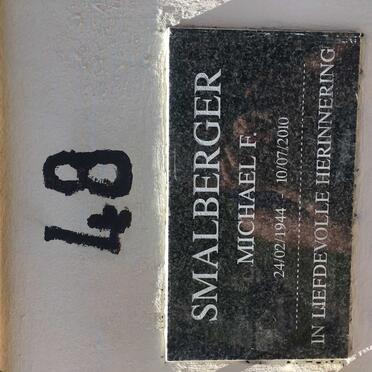 48
SMALBERGER
MICHAEL F.
24/02/1944 10/07/2010
IN LIEFDEVOLLE HERINNERING